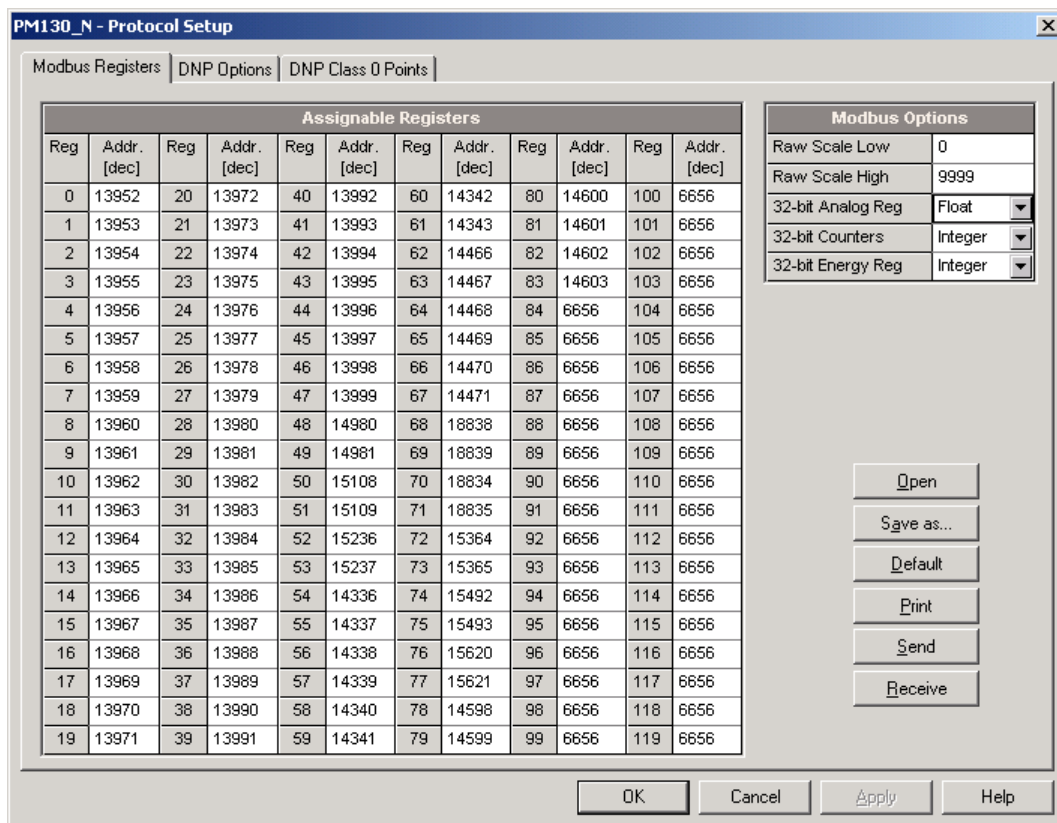 PM130_N - Protocol Setup
Modbus Registers DNP Options DNP Class 0 Points
Assignable Registers
Reg Addr. [dec] Reg Addr. [dec] Reg Addr. [dec] Reg Addr. [dec] Reg Addr. [dec] Reg Addr. [dec]
0 13952 20 13972 40 13992 60 14342 80 14600 100 6656
1 13953 21 13973 41 13993 61 14343 81 14601 101 6656
2 13954 22 13974 42 13994 62 14466 82 14602 102 6656
3 13955 23 13975 43 13995 63 14467 83 14603 103 6656
4 13956 24 13976 44 13996 64 14468 84 6656 104 6656
5 13957 25 13977 45 13997 65 14469 85 6656 105 6656
6 13958 26 13978 46 13998 66 14470 86 6656 106 6656
7 13959 27 13979 47 13999 67 14471 87 6656 107 6656
8 13960 28 13980 48 14980 68 18838 88 6656 108 6656
9 13961 29 13981 49 14981 69 18839 89 6656 109 6656
10 13962 30 13982 50 15108 70 18834 90 6656 110 6656
11 13963 31 13983 51 15109 71 18835 91 6656 111 6656
12 13964 32 13984 52 15236 72 15364 92 6656 112 6656
13 13965 33 13985 53 15237 73 15365 93 6656 113 6656
14 13966 34 13986 54 14336 74 15492 94 6656 114 6656
15 13967 35 13987 55 14337 75 15493 95 6656 115 6656
16 13968 36 13988 56 14338 76 15620 96 6656 116 6656
17 13969 37 13989 57 14339 77 15621 97 6656 117 6656
18 13970 38 13990 58 14340 78 14598 98 6656 118 6656
19 13971 39 13991 59 14341 79 14599 99 6656 119 6656
Modbus Options
Raw Scale Low 0
Raw Scale High 9999
32-bit Analog Reg Float
32-bit Counters Integer
32-bit Energy Reg Integer
Open
Save as...
Default
Print
Send
Receive
OK Cancel Apply Help